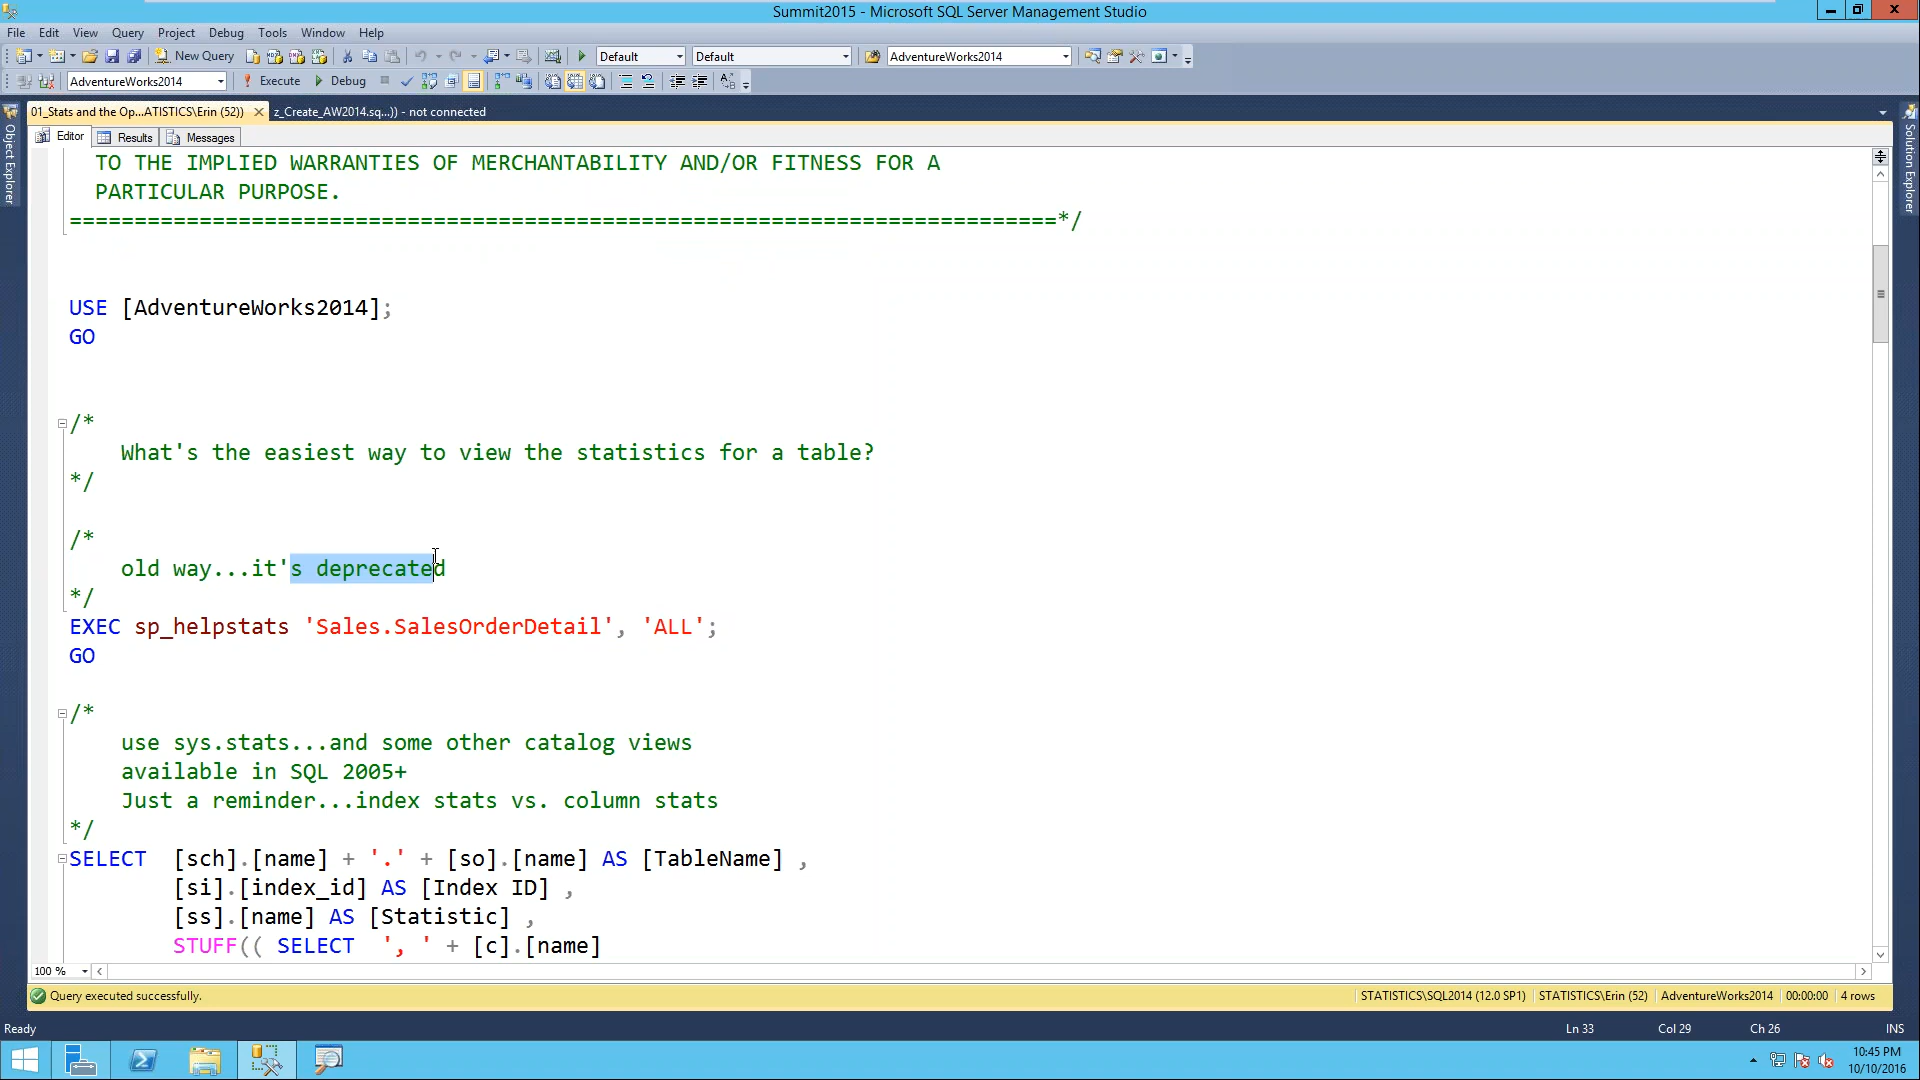 Summit2015 - Microsoft SQL Server Management Studio
File Edit View Query Project Debug Tools Window Help
New Query Default Default AdventureWorks2014
AdventureWorks2014 Execute Debug
01_Stats and the Op...ATISTICS\Erin (52)) z_Create_AW2014.sq...)) - not connected
Editor Results Messages
Object Explorer
Solution Explorer
TO THE IMPLIED WARRANTIES OF MERCHANTABILITY AND/OR FITNESS FOR A
PARTICULAR PURPOSE.
============================================================================*/
USE [AdventureWorks2014];
GO
/*
What's the easiest way to view the statistics for a table?
*/
/*
old way...it's deprecated
*/
EXEC sp_helpstats 'Sales.SalesOrderDetail', 'ALL';
GO
/*
use sys.stats...and some other catalog views
available in SQL 2005+
Just a reminder...index stats vs. column stats
*/
SELECT [sch].[name] + '.' + [so].[name] AS [TableName] ,
[si].[index_id] AS [Index ID] ,
[ss].[name] AS [Statistic] ,
STUFF(( SELECT ', ' + [c].[name]
100 %
Query executed successfully. STATISTICS\SQL2014 (12.0 SP1) STATISTICS\Erin (52) AdventureWorks2014 00:00:00 4 rows
Ready Ln 33 Col 29 Ch 26 INS
10:45 PM
10/10/2016